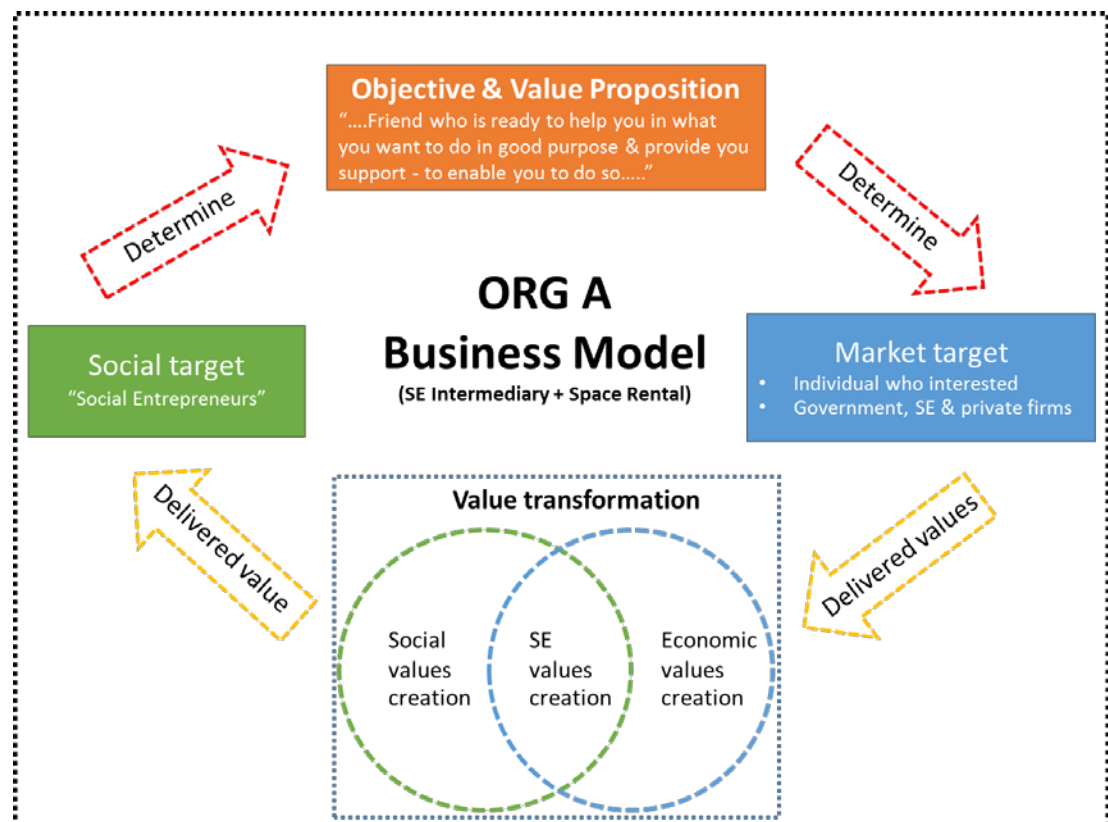 Objective & Value Proposition
“....Friend who is ready to help you in what
you want to do in good purpose & provide you
support - to enable you to do so.....”
Determine
Determine
ORG A
Business Model
(SE Intermediary + Space Rental)
Social target
“Social Entrepreneurs”
Market target
• Individual who interested
• Government, SE & private firms
Delivered value
Value transformation
Delivered values
Social
values
creation
SE
values
creation
Economic
values
creation